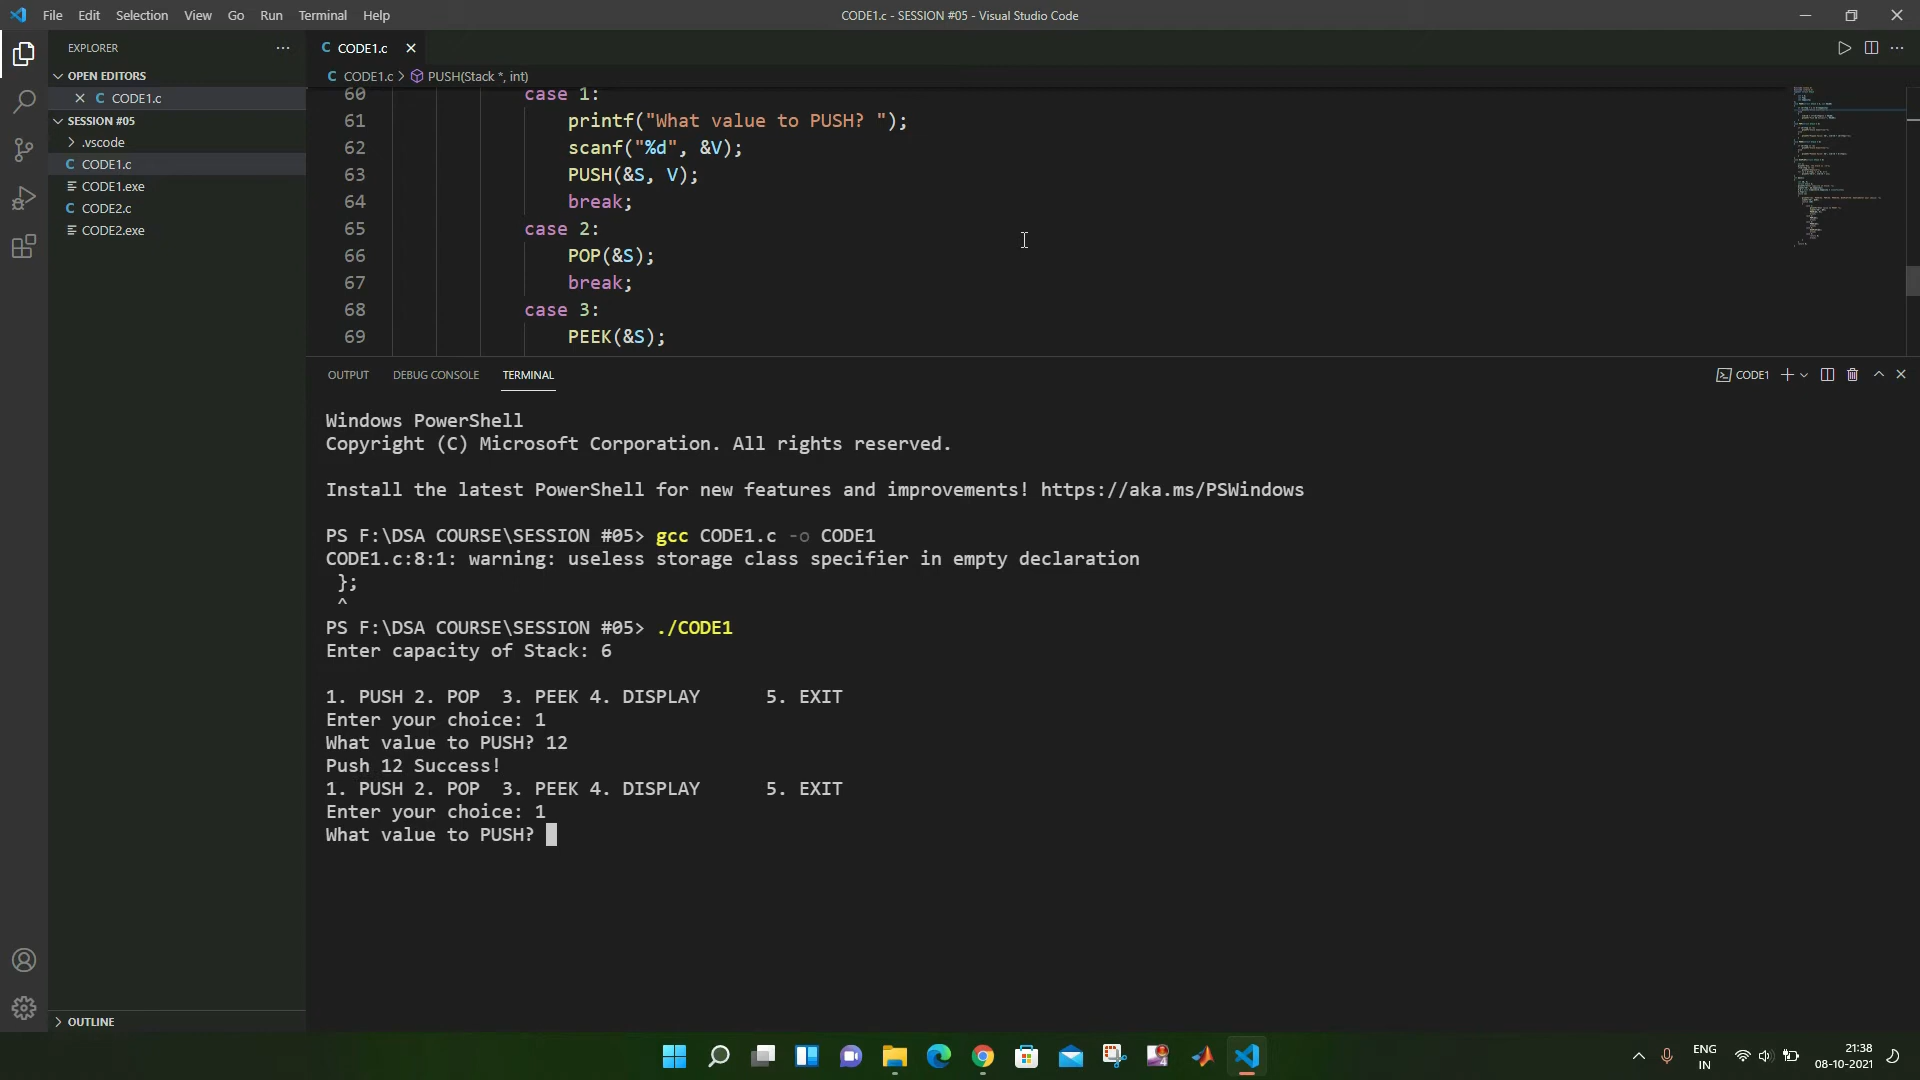 File Edit Selection View Go Run Terminal Help
CODE1.c - SESSION #05 - Visual Studio Code
EXPLORER
OPEN EDITORS
CODE1.c
SESSION #05
.vscode
CODE1.c
CODE1.exe
CODE2.c
CODE2.exe
OUTLINE
CODE1.c
CODE1.c > PUSH(Stack *, int)
60 case 1:
61 printf("What value to PUSH? ");
62 scanf("%d", &V);
63 PUSH(&S, V);
64 break;
65 case 2:
66 POP(&S);
67 break;
68 case 3:
69 PEEK(&S);
OUTPUT DEBUG CONSOLE TERMINAL
CODE1
Windows PowerShell
Copyright (C) Microsoft Corporation. All rights reserved.
Install the latest PowerShell for new features and improvements! https://aka.ms/PSWindows
PS F:\DSA COURSE\SESSION #05> gcc CODE1.c -o CODE1
CODE1.c:8:1: warning: useless storage class specifier in empty declaration
};
^
PS F:\DSA COURSE\SESSION #05> ./CODE1
Enter capacity of Stack: 6
1. PUSH 2. POP 3. PEEK 4. DISPLAY 5. EXIT
Enter your choice: 1
What value to PUSH? 12
Push 12 Success!
1. PUSH 2. POP 3. PEEK 4. DISPLAY 5. EXIT
Enter your choice: 1
What value to PUSH?
ENG
IN
21:38
08-10-2021